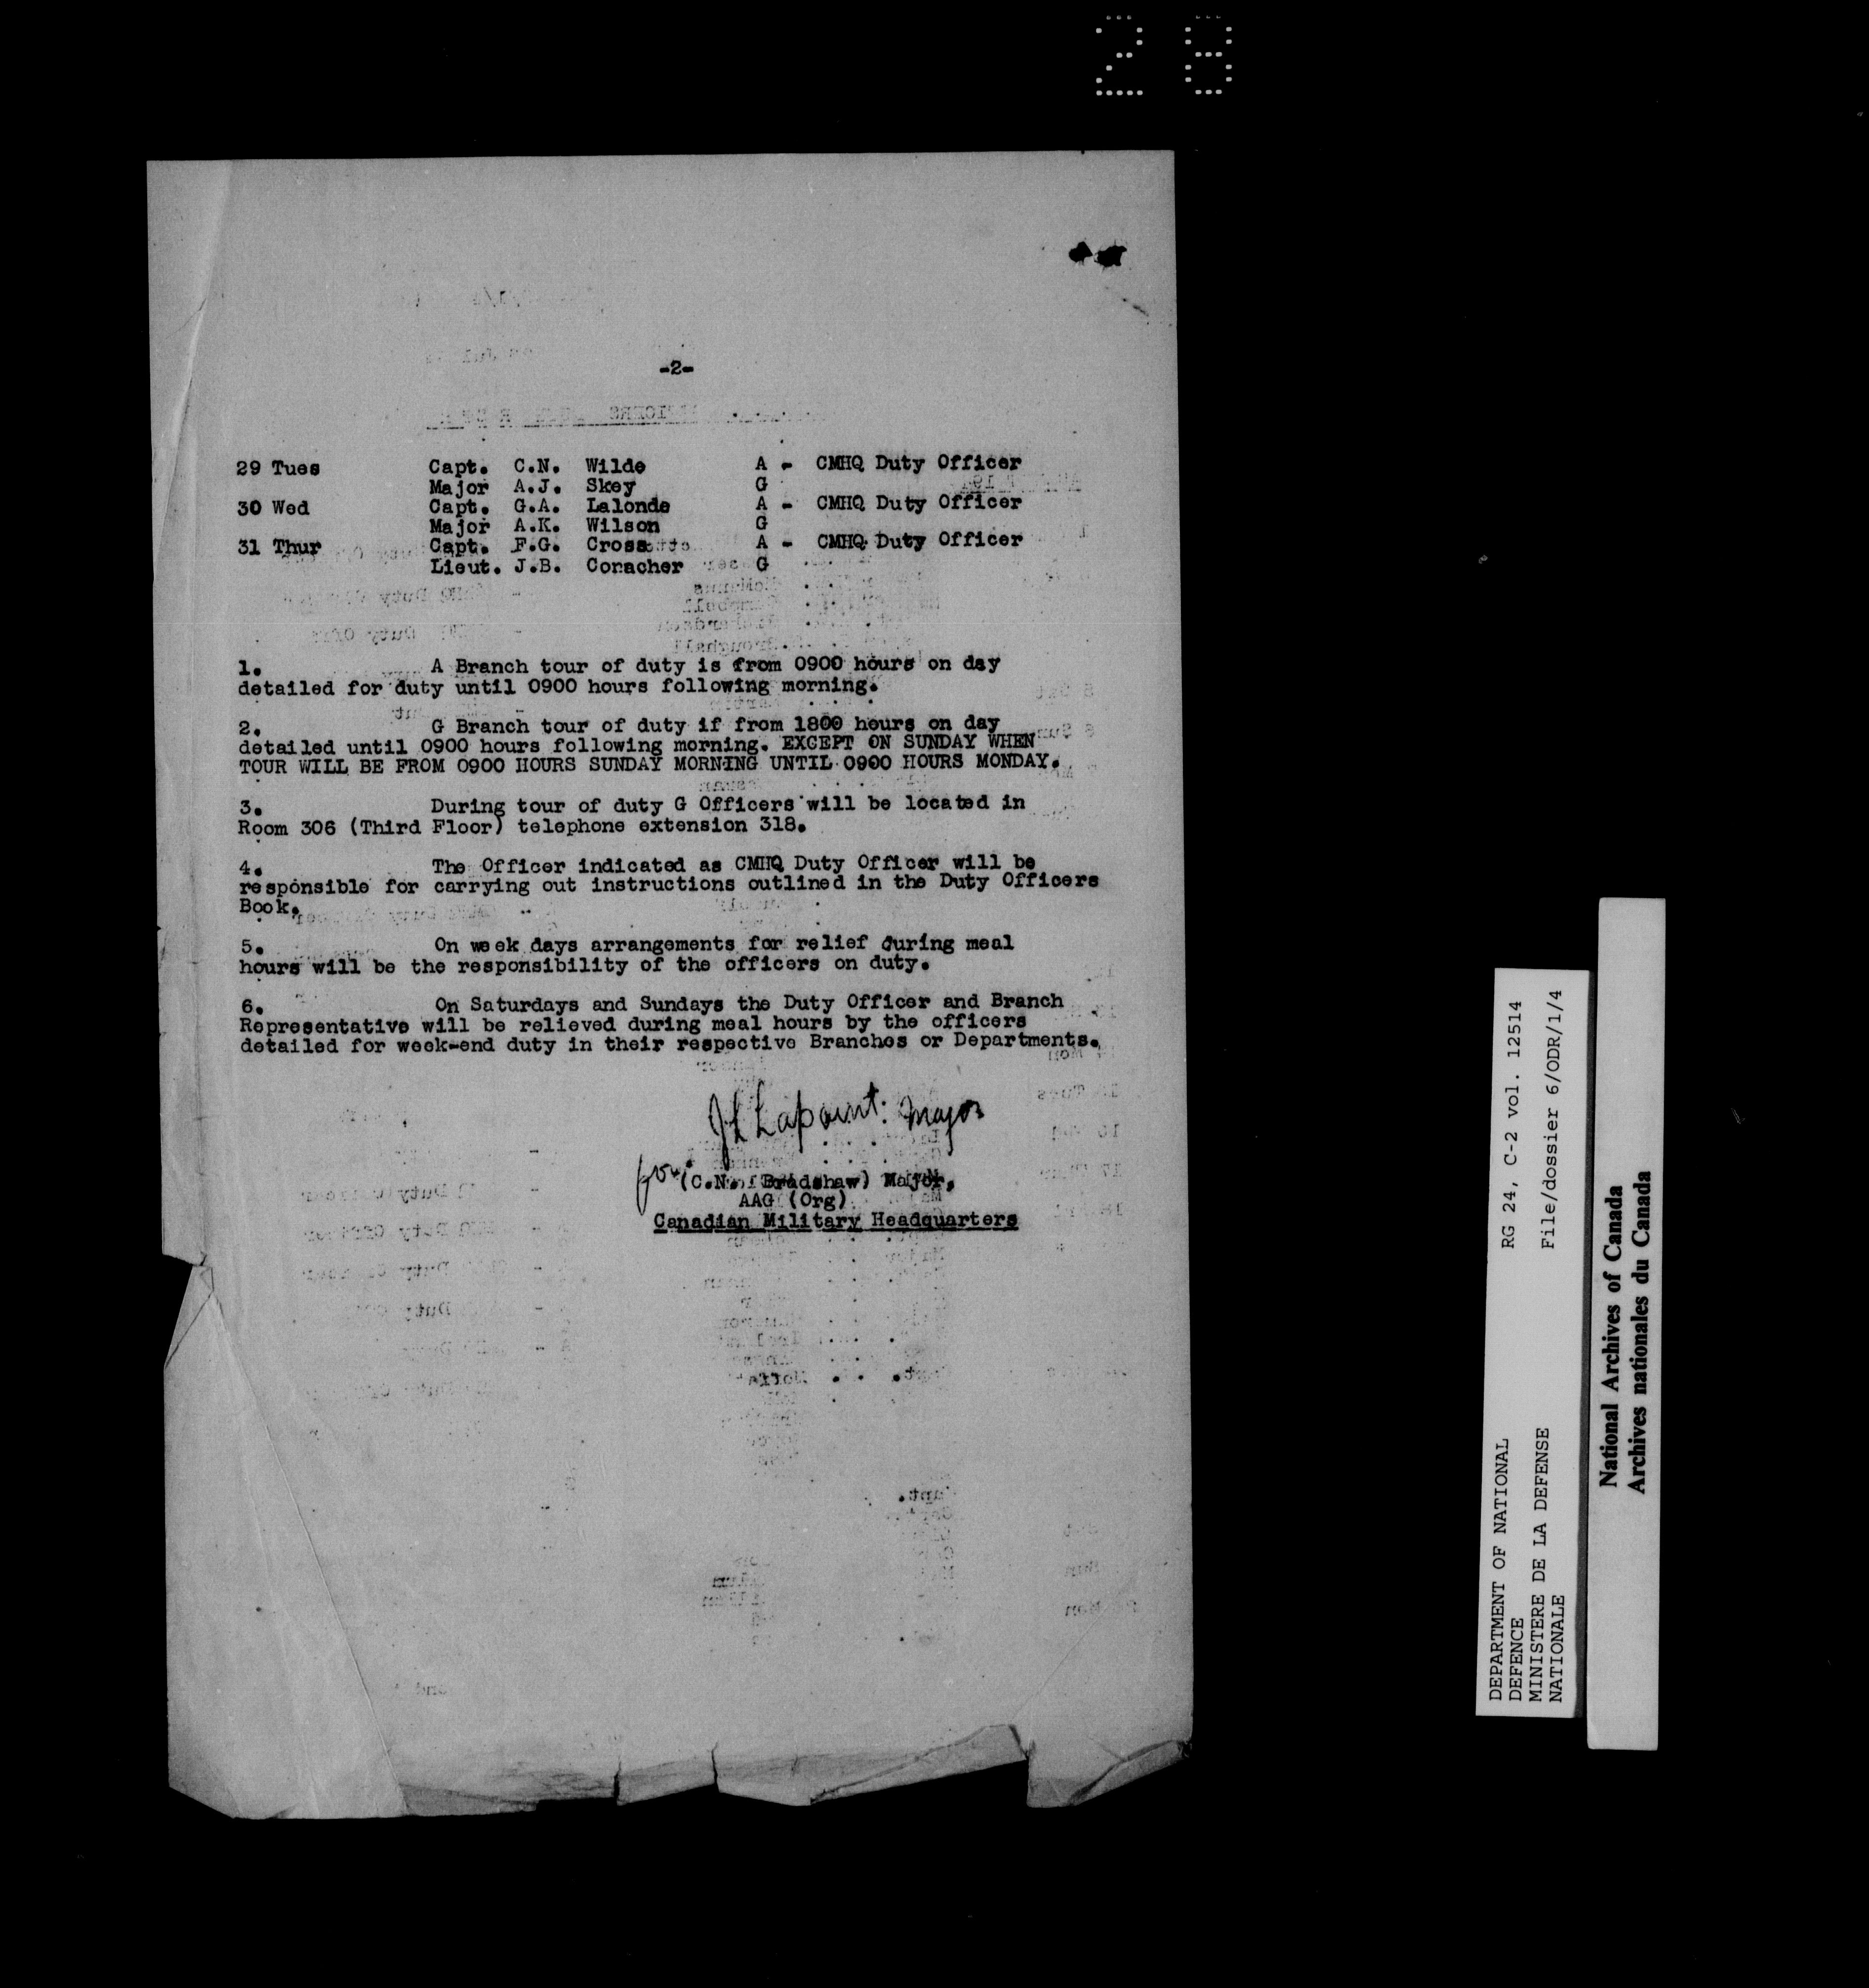 28
-2-
29 Tues Capt. C.N. Wilde A - CMHQ Duty Officer
Major A.J. Skey G
30 Wed Capt. G.A. Lalonde A - CMHQ Duty Officer
Major A.K. Wilson G
31 Thur Capt. F.G. Cross A - CMHQ Duty Officer
Lieut. J.B. Conacher G
1. A Branch tour of duty is from 0900 hours on day
detailed for duty until 0900 hours following morning.
2. G Branch tour of duty if from 1800 hours on day
detailed until 0900 hours following morning. EXCEPT ON SUNDAY WHEN
TOUR WILL BE FROM 0900 HOURS SUNDAY MORNING UNTIL 0900 HOURS MONDAY.
3. During tour of duty G Officers will be located in
Room 306 (Third Floor) telephone extension 318.
4. The Officer indicated as CMHQ Duty Officer will be
responsible for carrying out instructions outlined in the Duty Officers
Book.
5. On week days arrangements for relief during meal
hours will be the responsibility of the officers on duty.
6. On Saturdays and Sundays the Duty Officer and Branch
Representative will be relieved during meal hours by the officers
detailed for week-end duty in their respective Branches or Departments.
JL Lapoint. Major
for (C.N. Bradshaw) Major,
AAG (Org)
Canadian Military Headquarters
DEPARTMENT OF NATIONAL RG 24, C-2 vol. 12514
DEFENCE
MINISTERE DE LA DEFENSE File/dossier 6/ODR/1/4
NATIONALE
National Archives of Canada
Archives nationales du Canada